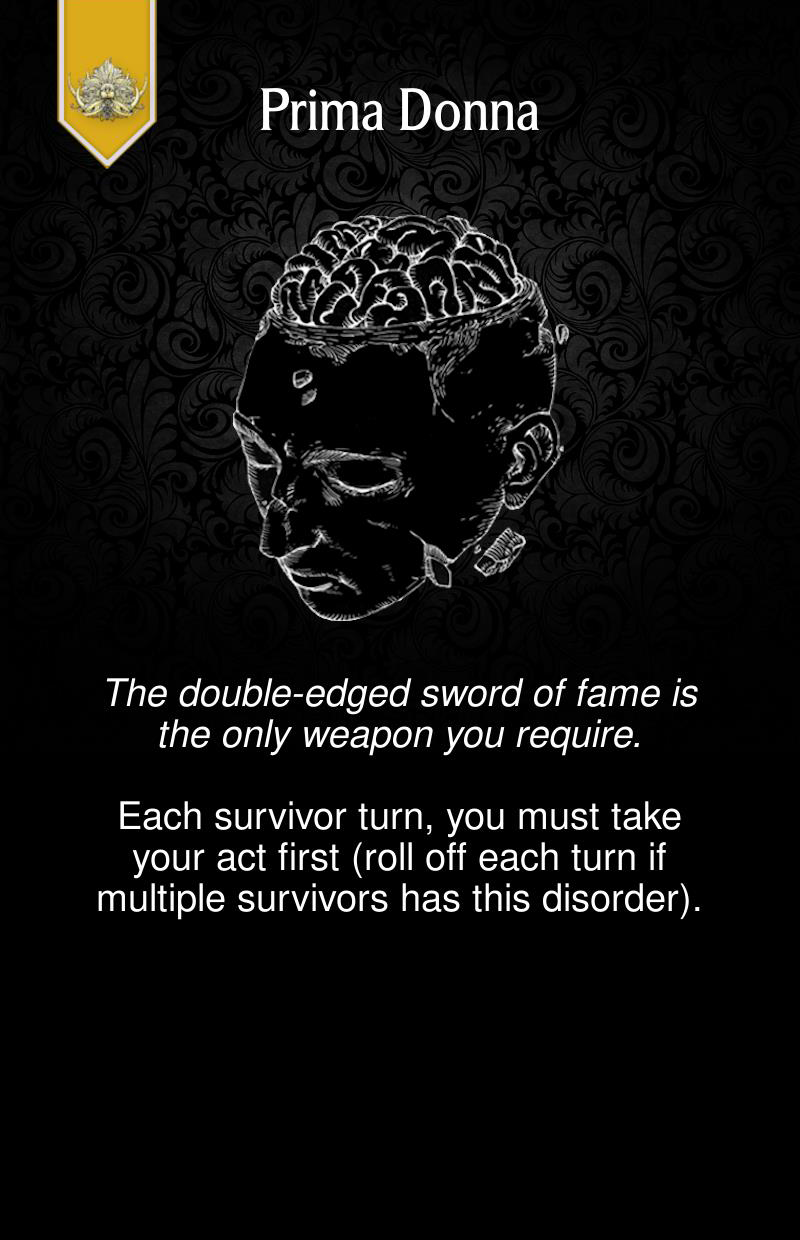 Prima Donna
The double-edged sword of fame is
the only weapon you require.
Each survivor turn, you must take
your act first (roll off each turn if
multiple survivors has this disorder).